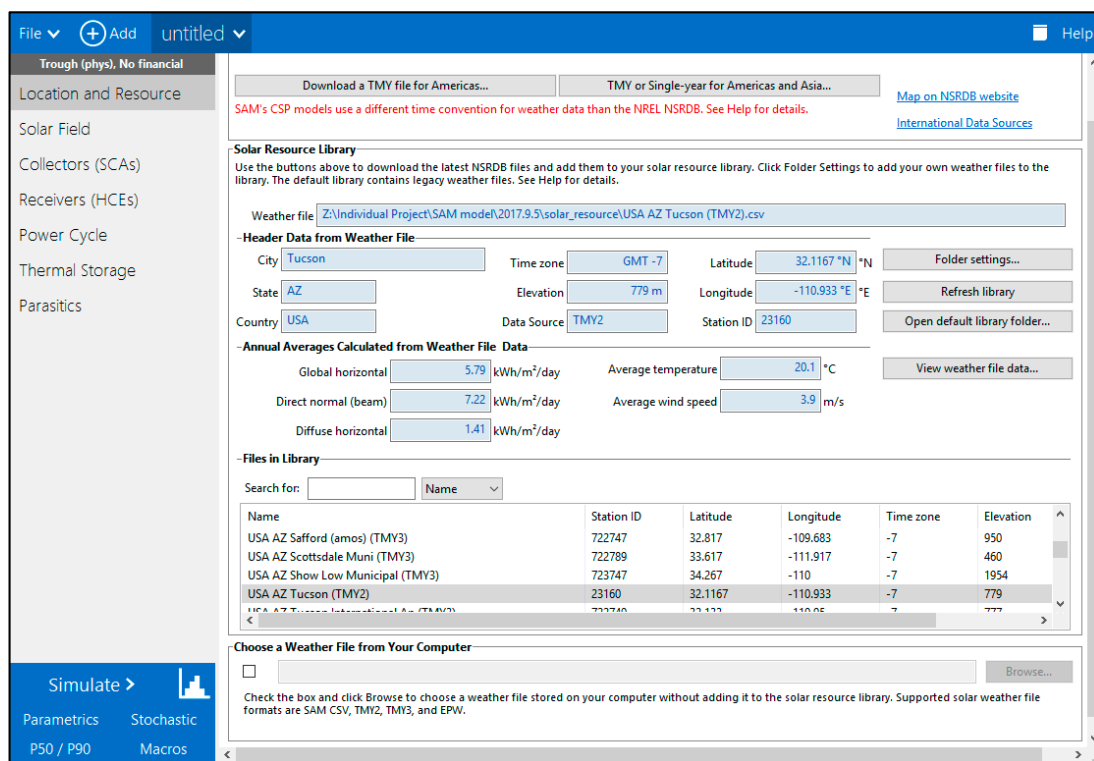 File Add untitled Help
Trough (phys), No financial
Location and Resource
Solar Field
Collectors (SCAs)
Receivers (HCEs)
Power Cycle
Thermal Storage
Parasitics
Simulate >
Parametrics Stochastic
P50 / P90 Macros
Download a TMY file for Americas... TMY or Single-year for Americas and Asia...
SAM's CSP models use a different time convention for weather data than the NREL NSRDB. See Help for details.
Map on NSRDB website
International Data Sources
Solar Resource Library
Use the buttons above to download the latest NSRDB files and add them to your solar resource library. Click Folder Settings to add your own weather files to the
library. The default library contains legacy weather files. See Help for details.
Weather file Z:\Individual Project\SAM model\2017.9.5\solar_resource\USA AZ Tucson (TMY2).csv
Header Data from Weather File
City Tucson Time zone GMT -7 Latitude 32.1167 °N °N Folder settings...
State AZ Elevation 779 m Longitude -110.933 °E °E Refresh library
Country USA Data Source TMY2 Station ID 23160 Open default library folder...
Annual Averages Calculated from Weather File Data
Global horizontal 5.79 kWh/m²/day Average temperature 20.1 °C View weather file data...
Direct normal (beam) 7.22 kWh/m²/day Average wind speed 3.9 m/s
Diffuse horizontal 1.41 kWh/m²/day
Files in Library
Search for: Name
Name Station ID Latitude Longitude Time zone Elevation
USA AZ Safford (amos) (TMY3) 722747 32.817 -109.683 -7 950
USA AZ Scottsdale Muni (TMY3) 722789 33.617 -111.917 -7 460
USA AZ Show Low Municipal (TMY3) 723747 34.267 -110 -7 1954
USA AZ Tucson (TMY2) 23160 32.1167 -110.933 -7 779
USA AZ Tucson International Ap (TMY3) -7 777
Choose a Weather File from Your Computer
Browse...
Check the box and click Browse to choose a weather file stored on your computer without adding it to the solar resource library. Supported solar weather file
formats are SAM CSV, TMY2, TMY3, and EPW.